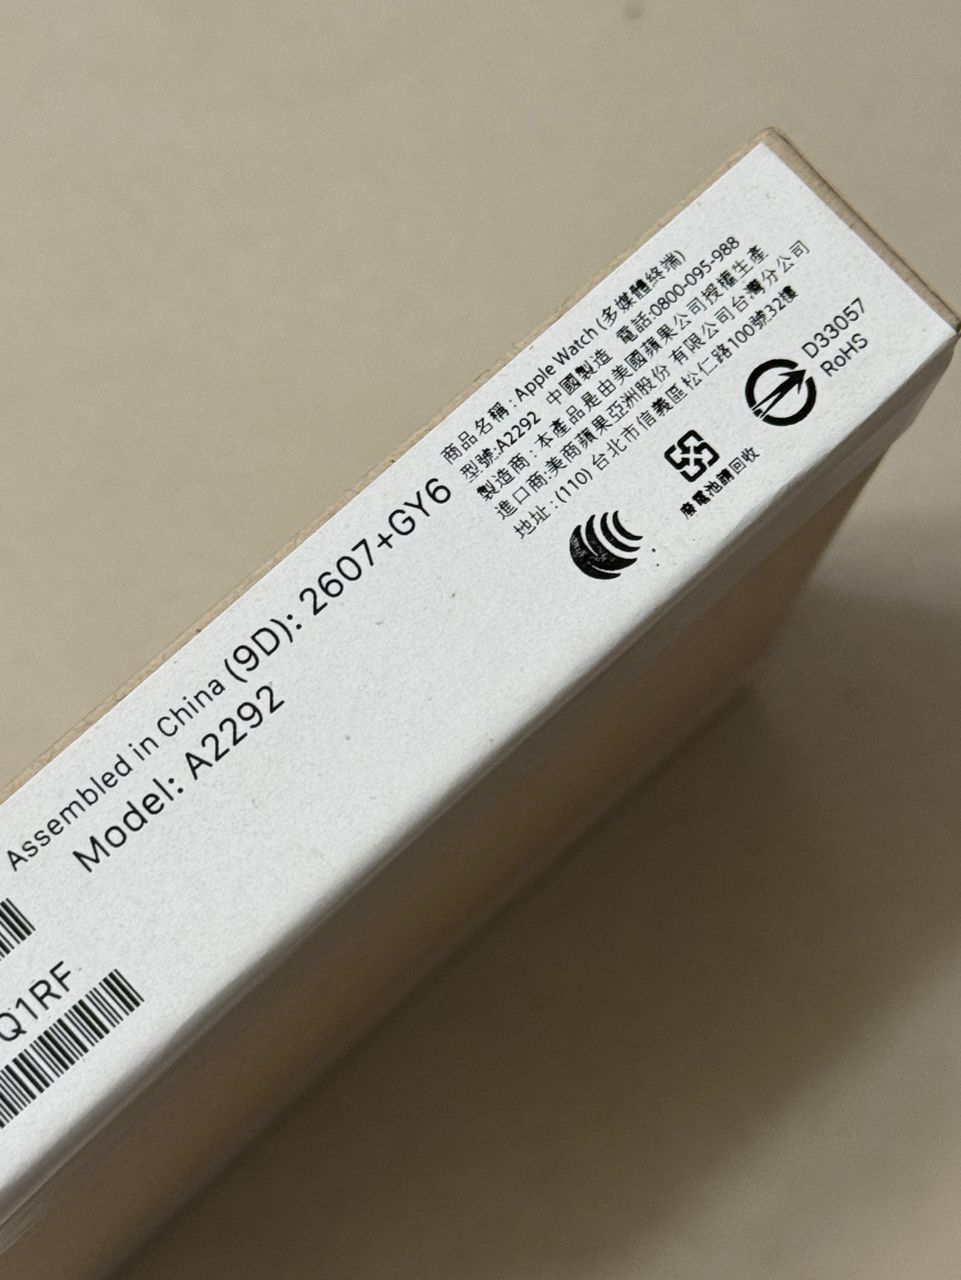 商品名稱 : Apple Watch (多媒體終端)
型號:A2292 中國製造 電話:0800-095-988
製造商 : 本產品是由美國蘋果公司授權生產
進口商:美商蘋果亞洲股份 有限公司台灣分公司
地址 : (110) 台北市信義區松仁路100號32樓
D33057
RoHS
廢電池請回收
Assembled in China (9D): 2607+GY6
Model: A2292
Q1RF